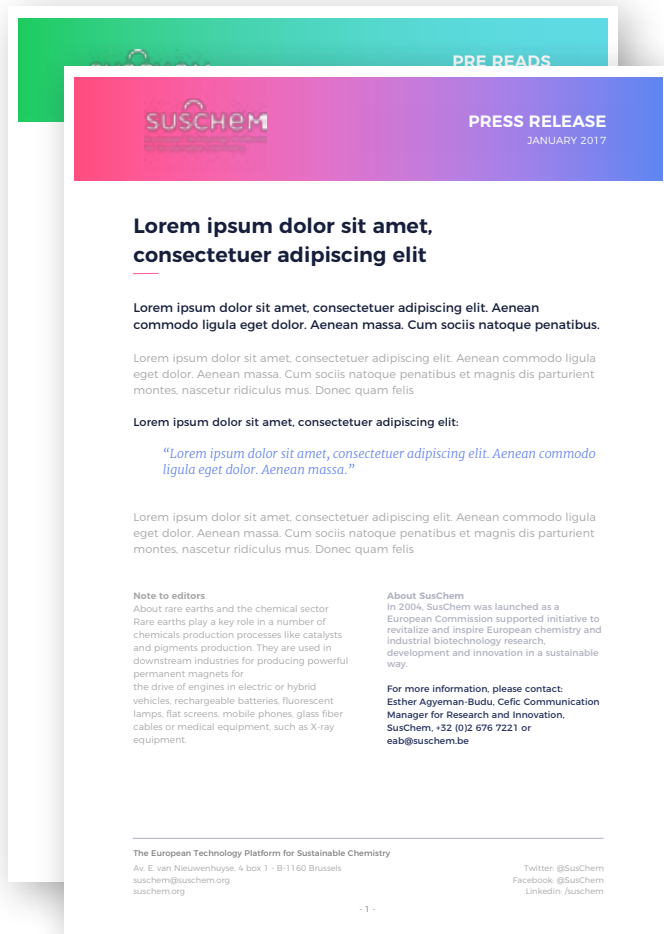 PRE READS
SUSCHEM
PRESS RELEASE
JANUARY 2017
Lorem ipsum dolor sit amet,
consectetuer adipiscing elit
Lorem ipsum dolor sit amet, consectetuer adipiscing elit. Aenean
commodo ligula eget dolor. Aenean massa. Cum sociis natoque penatibus.
Lorem ipsum dolor sit amet, consectetuer adipiscing elit. Aenean commodo ligula
eget dolor. Aenean massa. Cum sociis natoque penatibus et magnis dis parturient
montes, nascetur ridiculus mus. Donec quam felis
Lorem ipsum dolor sit amet, consectetuer adipiscing elit:
“Lorem ipsum dolor sit amet, consectetuer adipiscing elit. Aenean commodo
ligula eget dolor. Aenean massa.”
Lorem ipsum dolor sit amet, consectetuer adipiscing elit. Aenean commodo ligula
eget dolor. Aenean massa. Cum sociis natoque penatibus et magnis dis parturient
montes, nascetur ridiculus mus. Donec quam felis
Note to editors
About rare earths and the chemical sector
Rare earths play a key role in a number of
chemicals production processes like catalysts
and pigments production. They are used in
downstream industries for producing powerful
permanent magnets for
the drive of engines in electric or hybrid
vehicles, rechargeable batteries, fluorescent
lamps, flat screens, mobile phones, glass fiber
cables or medical equipment, such as X-ray
equipment.
About SusChem
In 2004, SusChem was launched as a
European Commission supported initiative to
revitalize and inspire European chemistry and
industrial biotechnology research,
development and innovation in a sustainable
way.
For more information, please contact:
Esther Agyeman-Budu, Cefic Communication
Manager for Research and Innovation,
SusChem, +32 (0)2 676 7221 or
eab@suschem.be
The European Technology Platform for Sustainable Chemistry
Av. E. van Nieuwenhuyse, 4 box 1 - B-1160 Brussels
suschem@suschem.org
suschem.org
Twitter: @SusChem
Facebook: @SusChem
Linkedin: /suschem
- 1 -